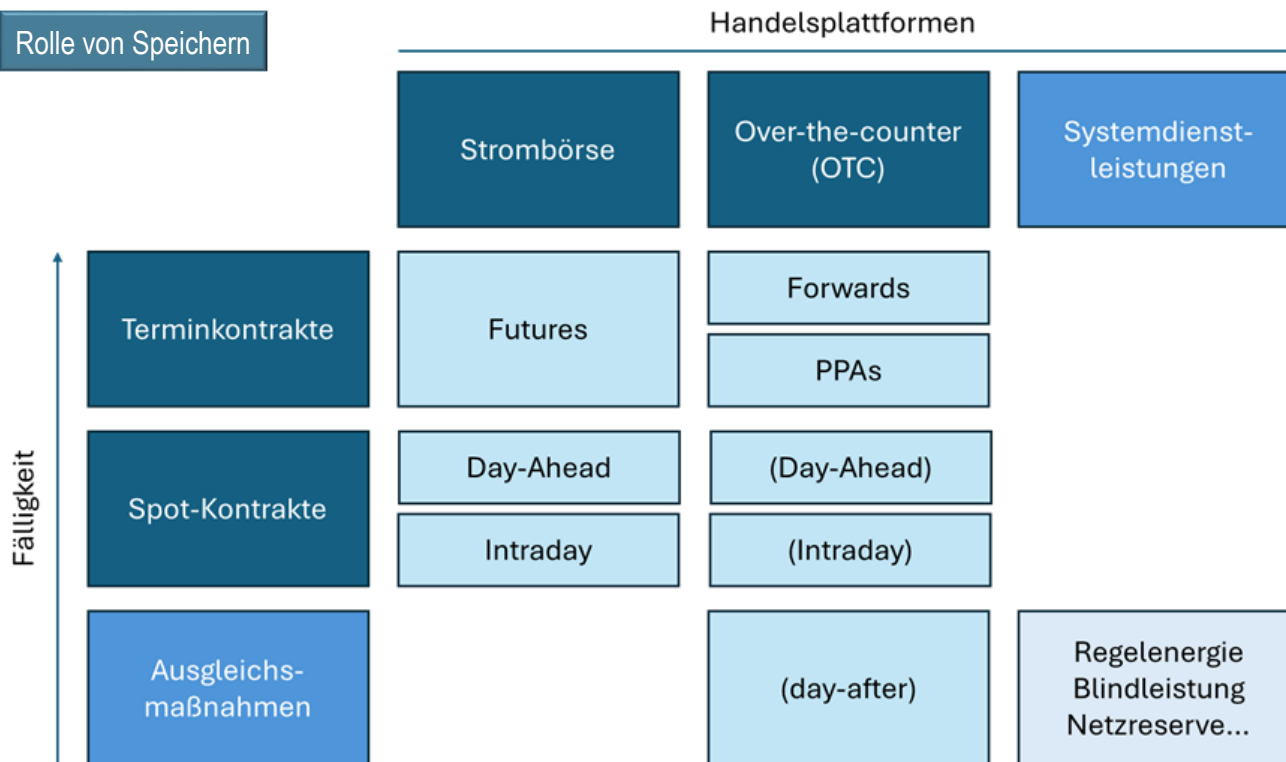 Rolle von Speichern
Handelsplattformen
Strombörse
Over-the-counter
(OTC)
Systemdienst-
leistungen
Fälligkeit
Terminkontrakte
Futures
Forwards
PPAs
Spot-Kontrakte
Day-Ahead
(Day-Ahead)
Intraday
(Intraday)
Ausgleichs-
maßnahmen
(day-after)
Regelenergie
Blindleistung
Netzreserve...